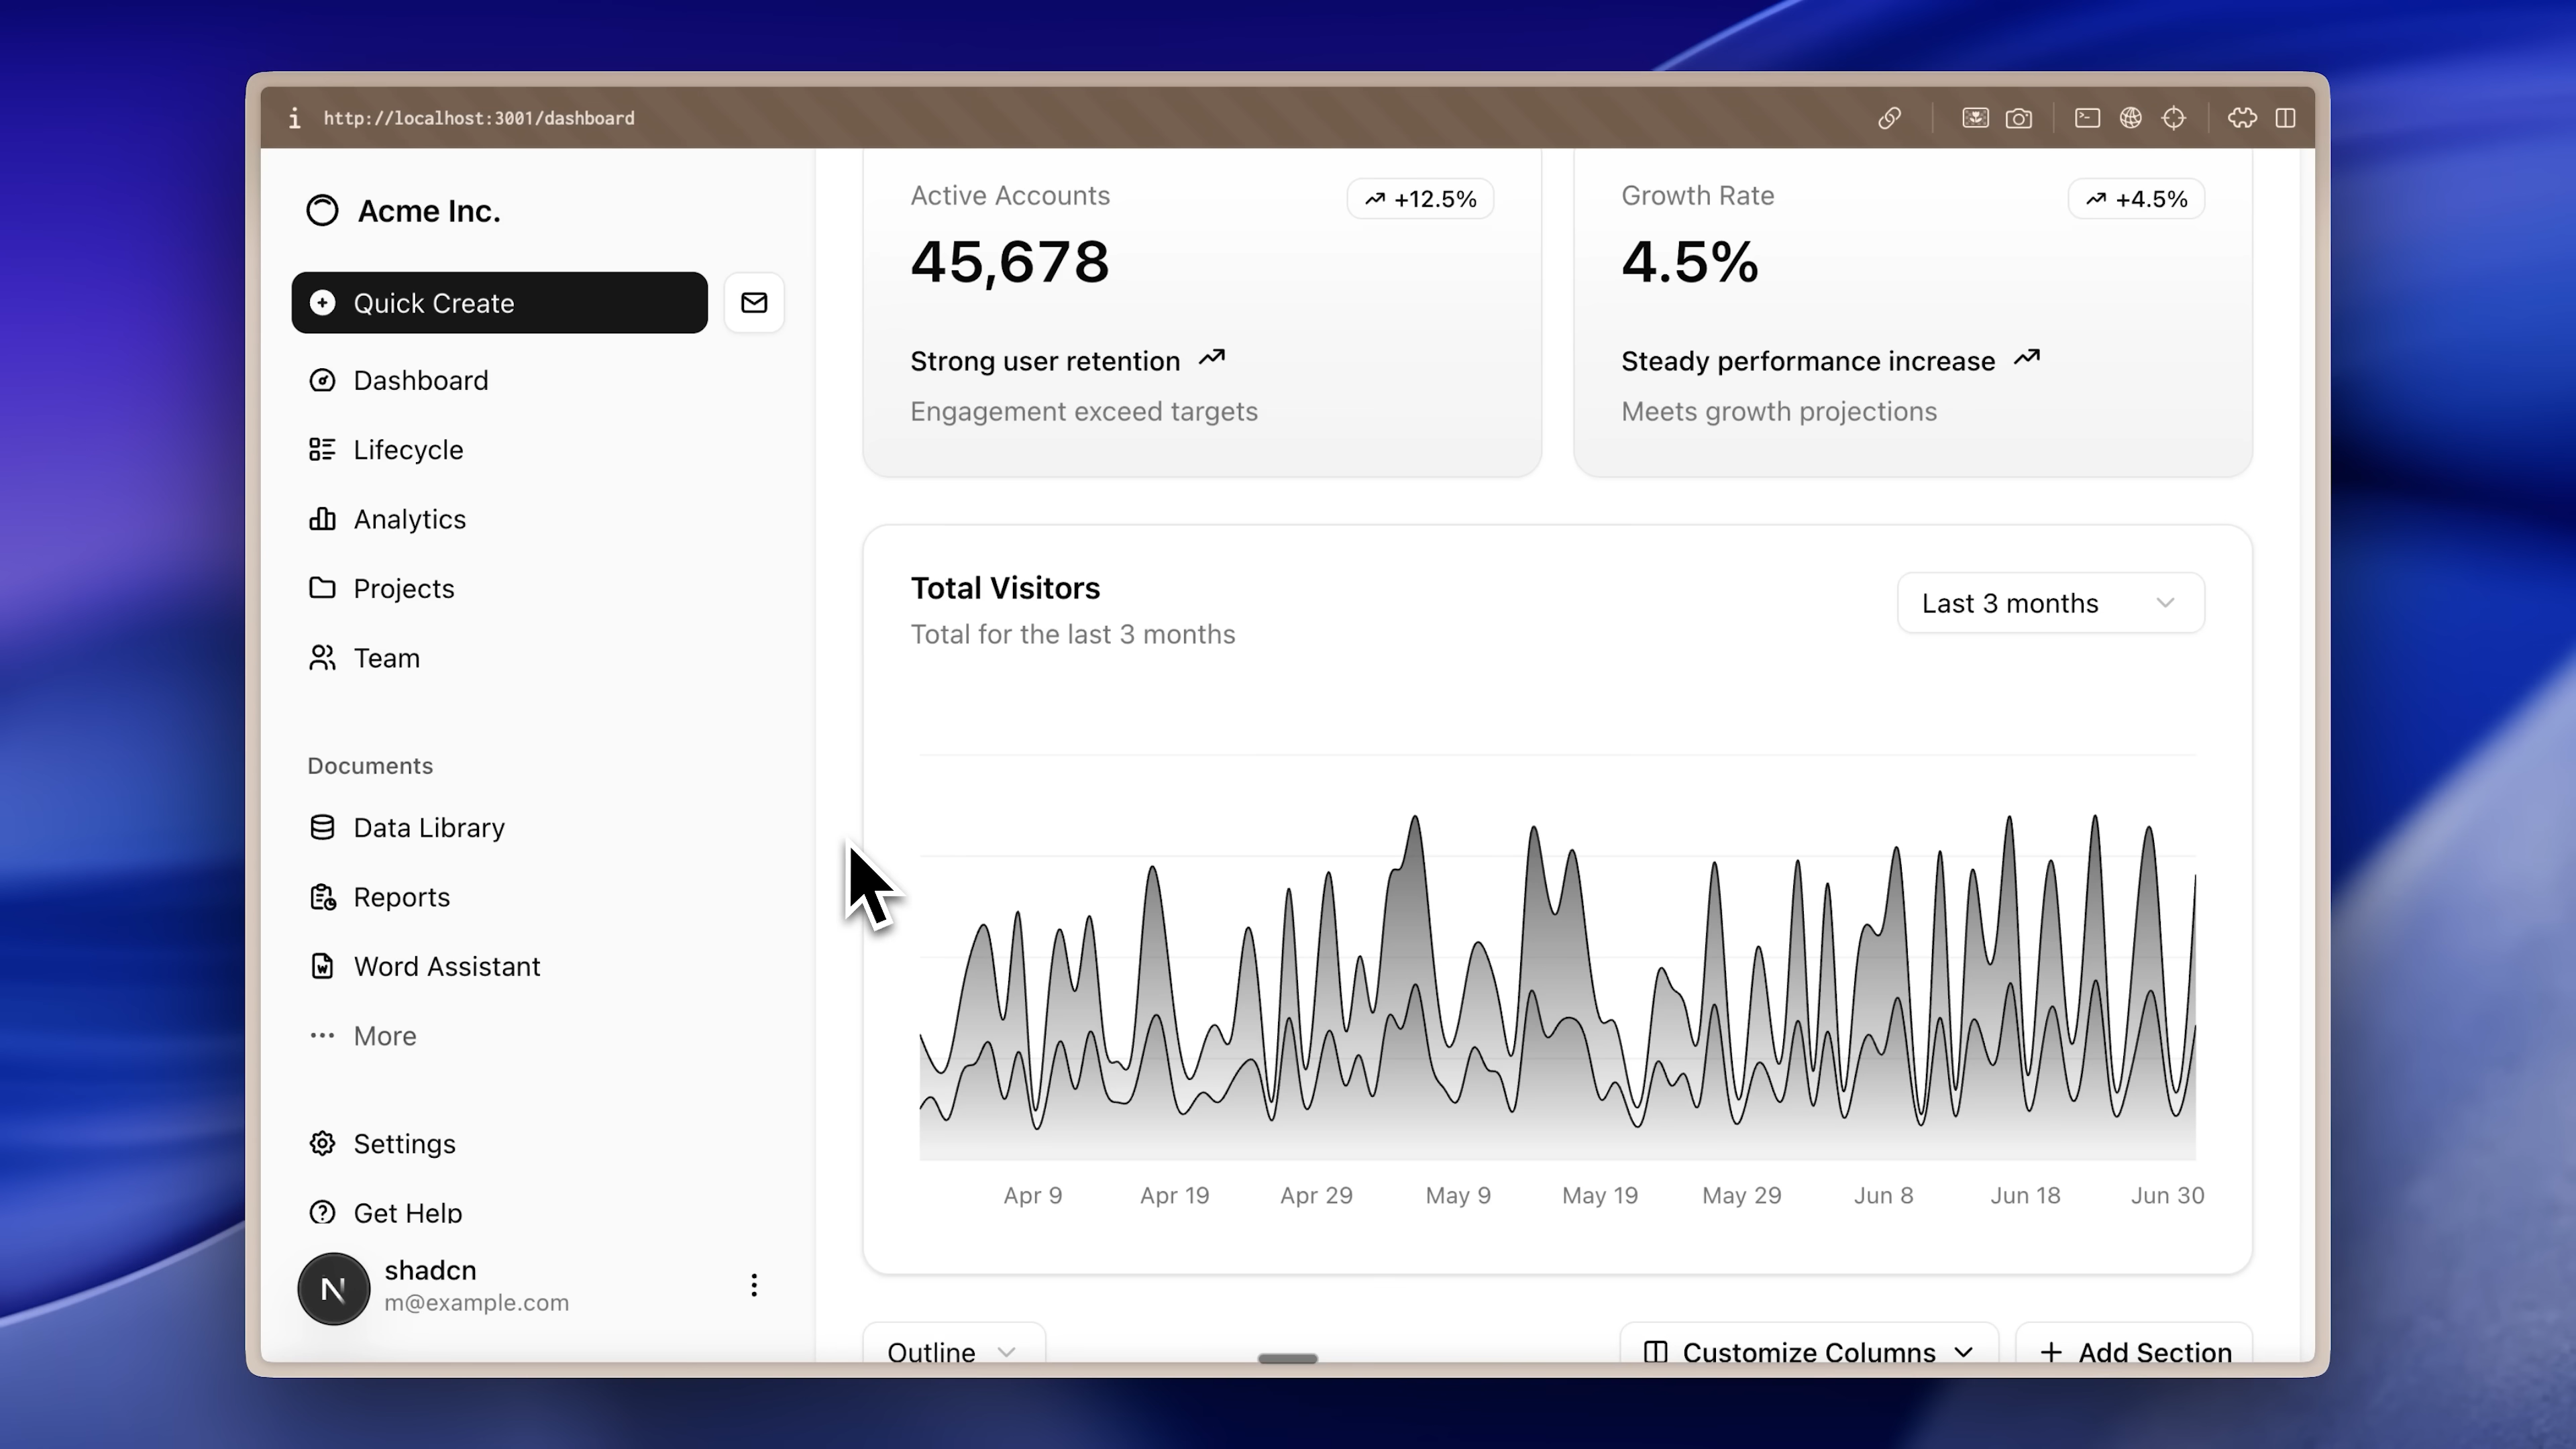 http://localhost:3001/dashboard
Acme Inc.
Quick Create
Dashboard
Lifecycle
Analytics
Projects
Team
Documents
Data Library
Reports
Word Assistant
More
Settings
Get Help
N
shadcn
m@example.com
Active Accounts
+12.5%
45,678
Strong user retention
Engagement exceed targets
Growth Rate
+4.5%
4.5%
Steady performance increase
Meets growth projections
Total Visitors
Total for the last 3 months
Last 3 months
Apr 9 Apr 19 Apr 29 May 9 May 19 May 29 Jun 8 Jun 18 Jun 30
Outline
Customize Columns
Add Section